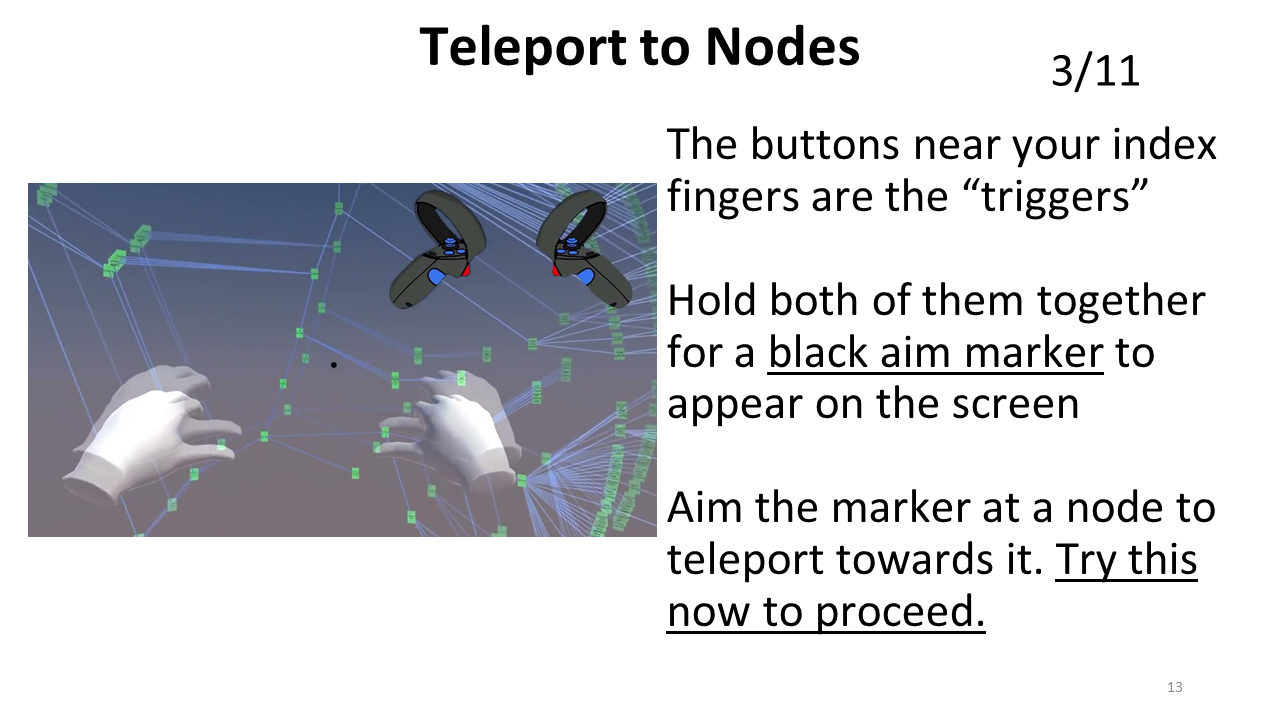 Teleport to Nodes
3/11
The buttons near your index
fingers are the “triggers”
Hold both of them together
for a black aim marker to
appear on the screen
Aim the marker at a node to
teleport towards it. Try this
now to proceed.
13